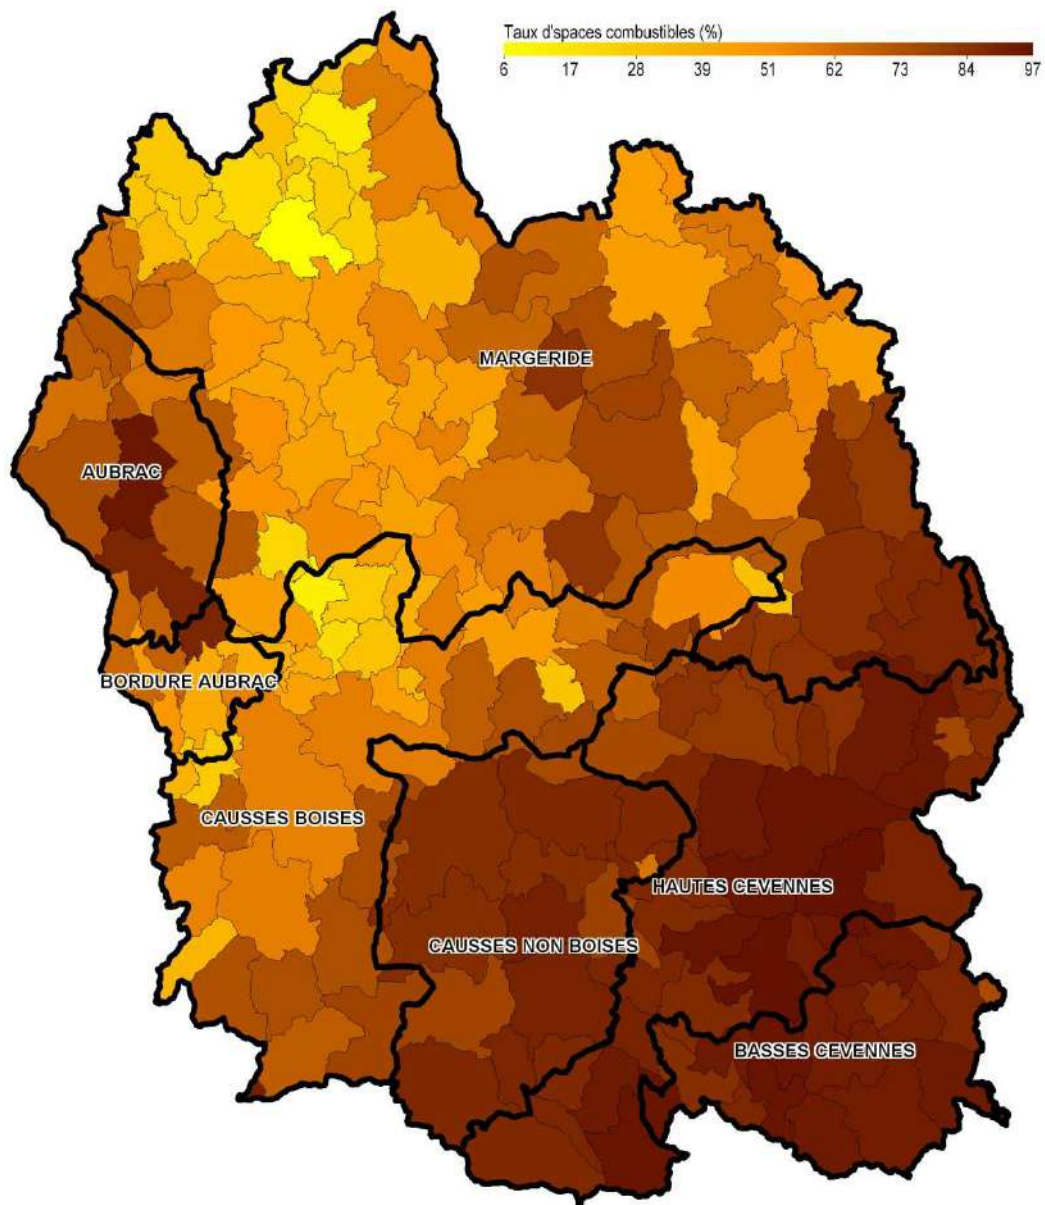 Taux d'spaces combustibles (%)
6 17 28 39 51 62 73 84 97
MARGERIDE
AUBRAC
BORDURE AUBRAC
CAUSSES BOISES
HAUTES CEVENNES
CAUSSES NON BOISES
BASSES CEVENNES